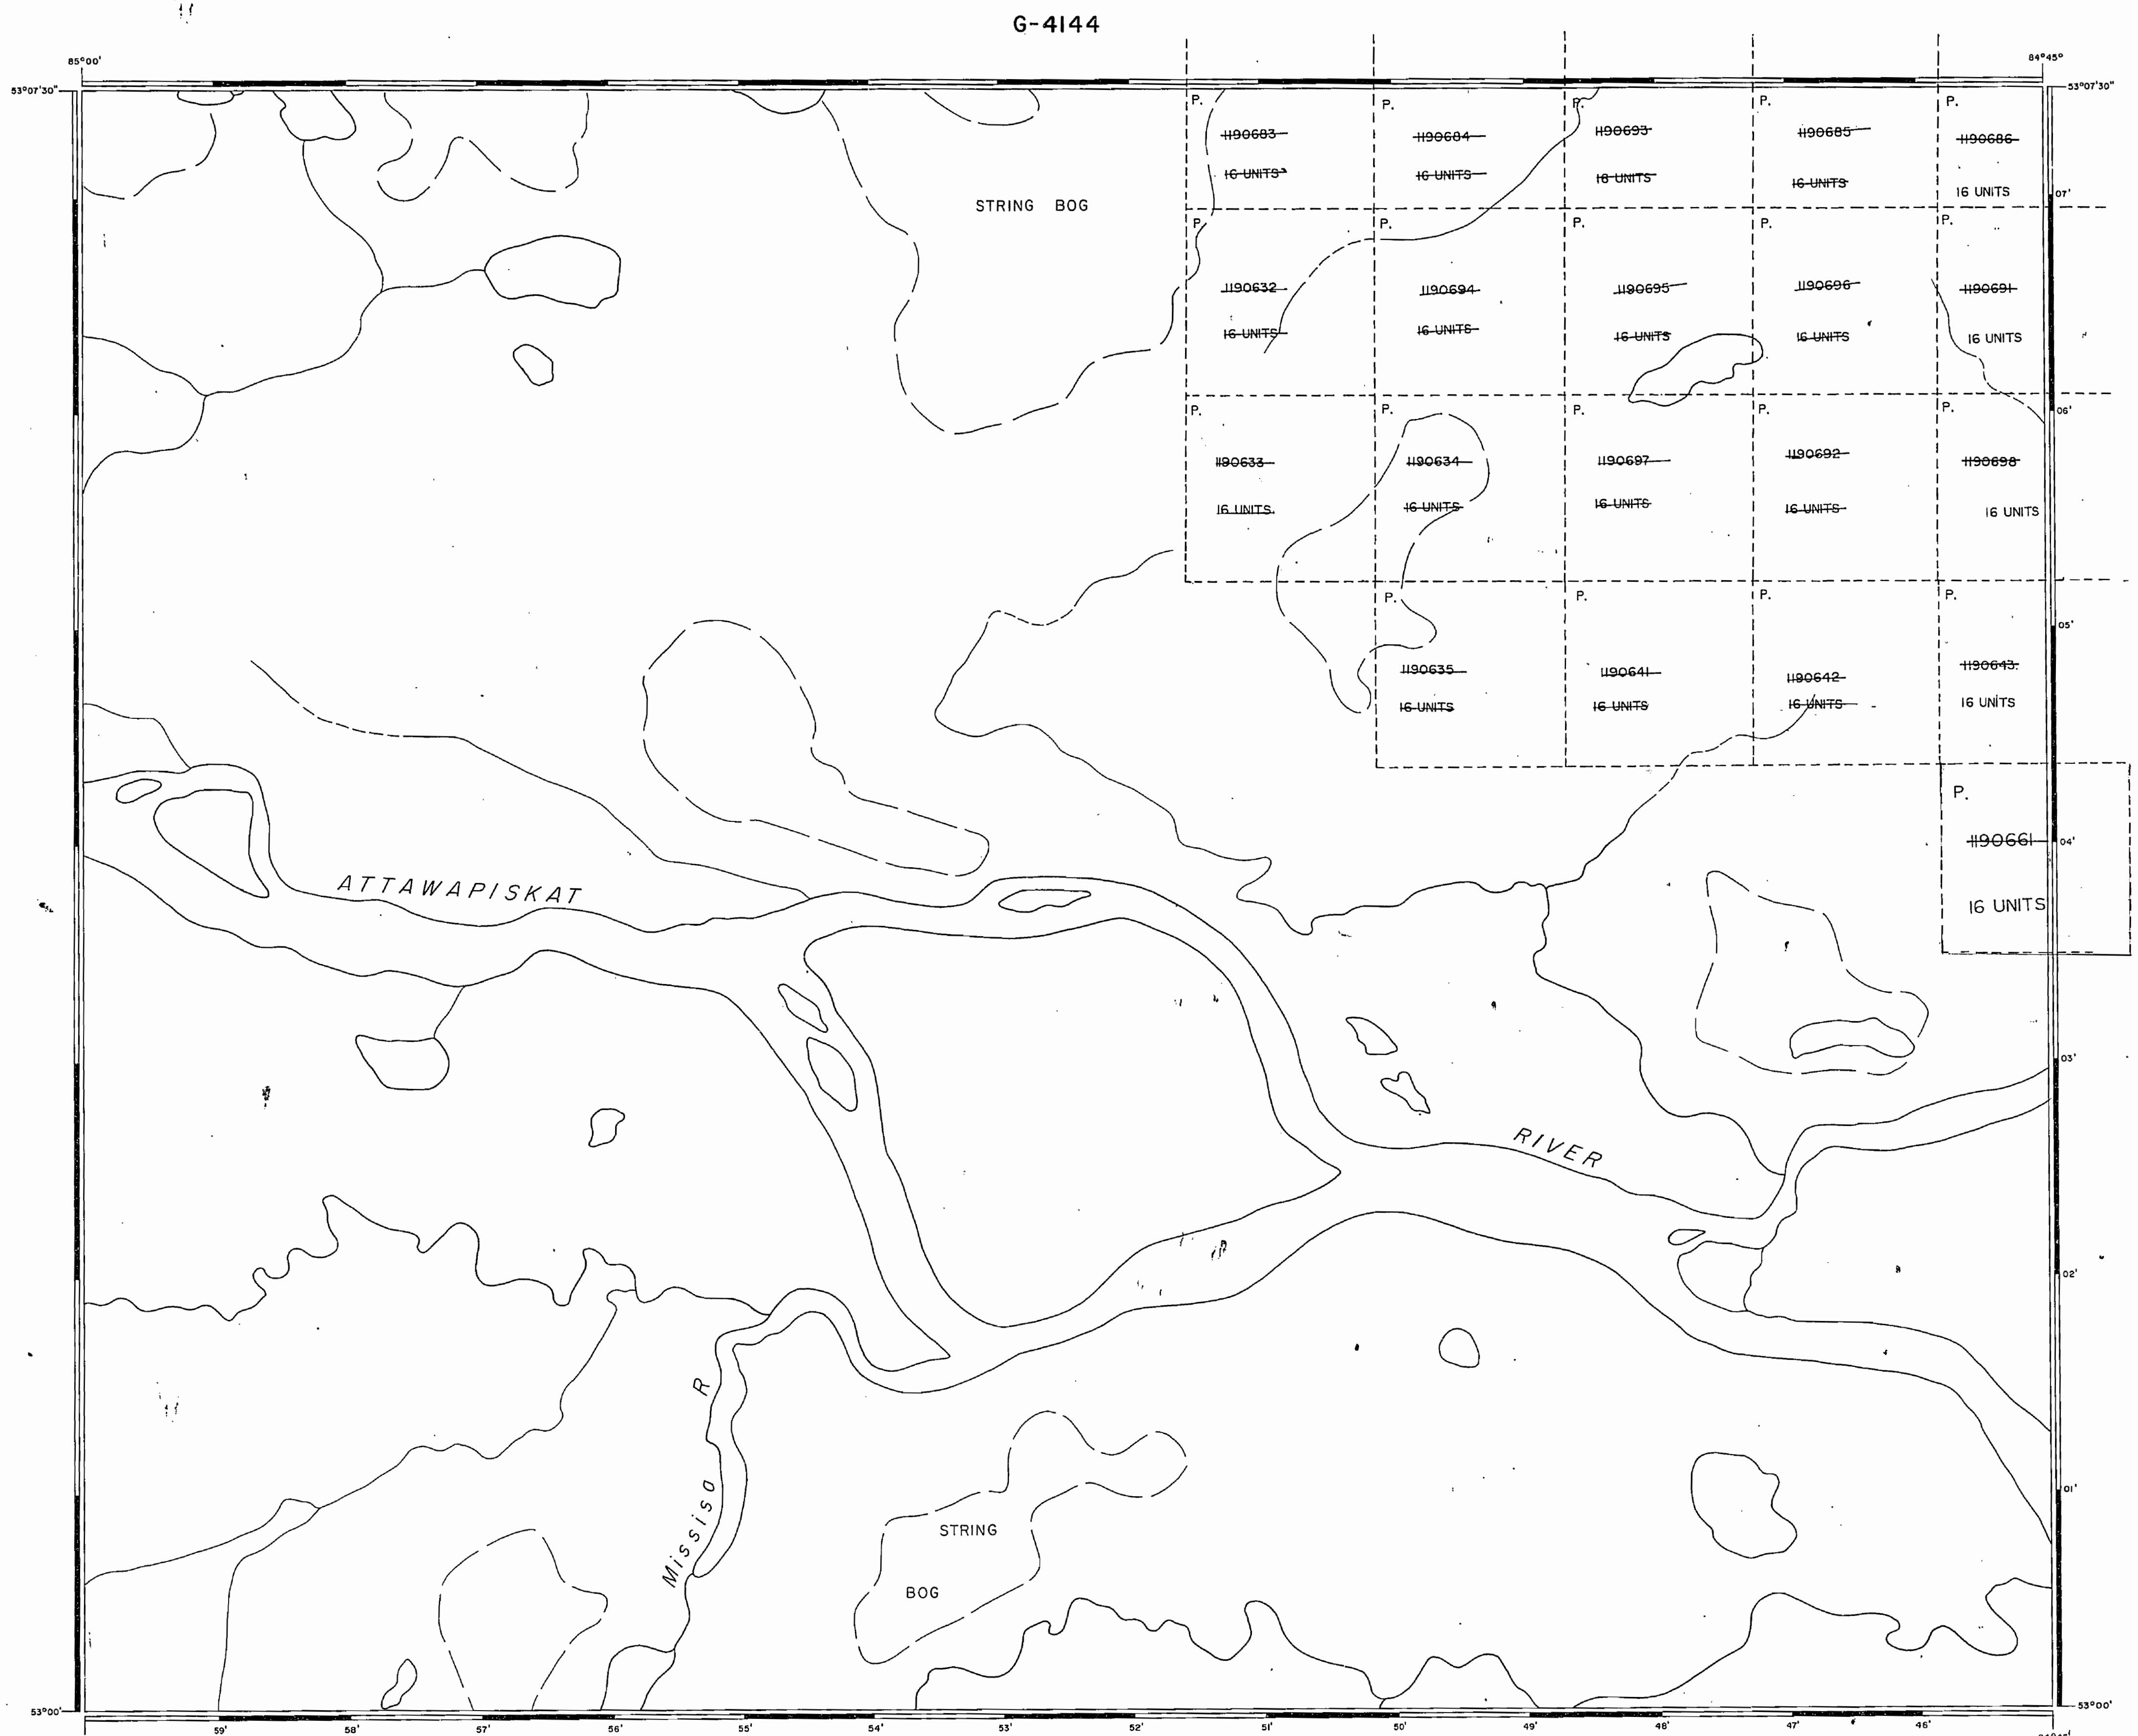 G-4144
85°00'
84°45'
53°07'30"
53°07'30"
P. P. P. P. P.
1190683 1190684 1190693 1190685 1190686
16 UNITS 16 UNITS 16 UNITS 16 UNITS 16 UNITS
07'
STRING BOG
P. P. P. P. P.
1190632 1190694 1190695 1190696 1190691
16 UNITS 16 UNITS 16 UNITS 16 UNITS 16 UNITS
06'
P. P. P. P. P.
1190633 1190634 1190697 1190692 1190698
16 UNITS 16 UNITS 16 UNITS 16 UNITS 16 UNITS
P. P. P. P.
05'
1190635 1190641 1190642 1190643
16 UNITS 16 UNITS 16 UNITS 16 UNITS
P.
1190661
04'
16 UNITS
ATTAWAPISKAT
03'
RIVER
02'
Missisa R
01'
STRING
BOG
53°00'
53°00'
59' 58' 57' 56' 55' 54' 53' 52' 51' 50' 49' 48' 47' 46'